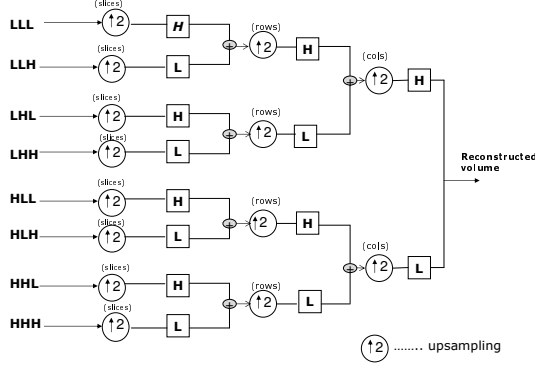 (slices)
LLL ↑2 H (rows)
↑2 H
(slices) (cols)
LLH ↑2 L ↑2 H
(slices)
LHL ↑2 H (rows)
↑2 L
(slices)
LHH ↑2 L
Reconstructed
volume
(slices)
HLL ↑2 H (rows)
↑2 H
(slices) (cols)
HLH ↑2 L ↑2 L
(slices)
HHL ↑2 H (rows)
↑2 L
(slices)
HHH ↑2 L
↑2 …….. upsampling